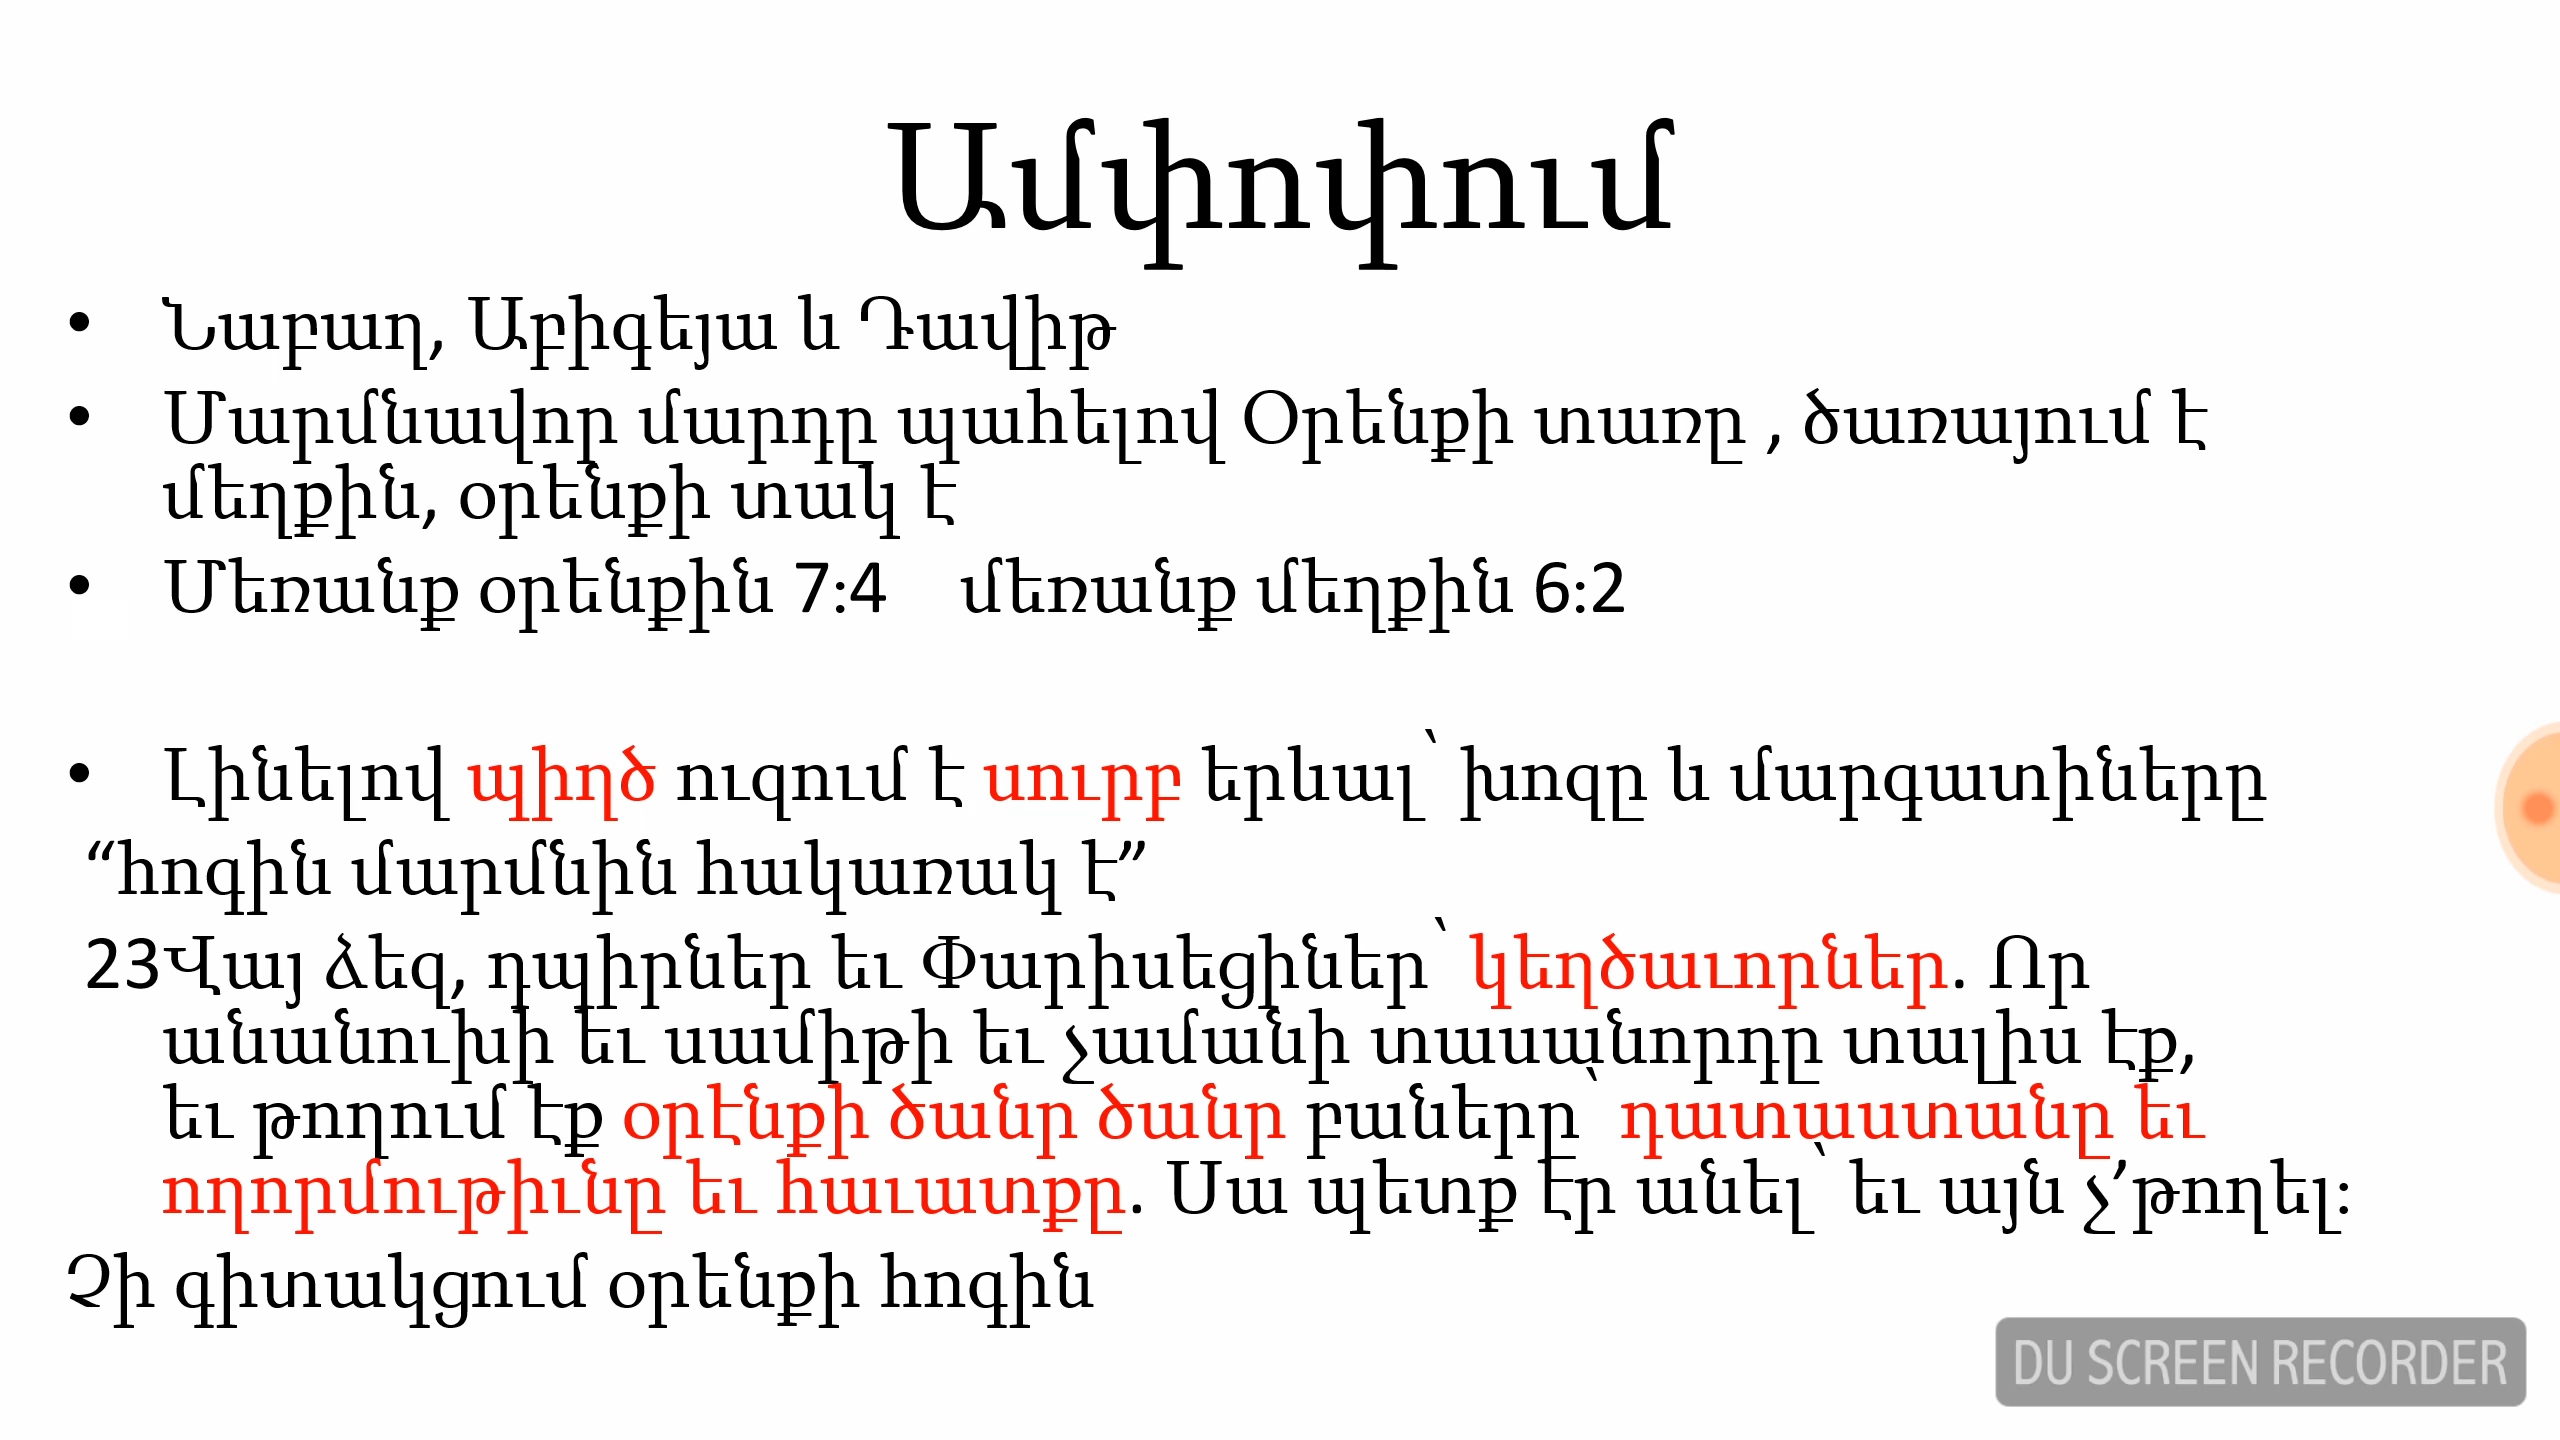 Ամփոփում
• Նաբաղ, Աբիգեյա և Դավիթ
• Մարմնավոր մարդը պահելով Օրենքի տառը , ծառայում է
մեղքին, օրենքի տակ է
• Մեռանք օրենքին 7:4 մեռանք մեղքին 6:2
• Լինելով պիղծ ուզում է սուրբ երևալ՝ խոզը և մարգատիները
“հոգին մարմնին հակառակ է”
23Վայ ձեզ, դպիրներ եւ Փարիսեցիներ՝ կեղծաւորներ. Որ
անանուխի եւ սամիթի եւ չամանի տասանորդը տալիս էք,
եւ թողում էք օրէնքի ծանր ծանր բաները՝ դատաստանը եւ
ողորմութիւնը եւ հաւատքը. Սա պետք էր անել՝ եւ այն չ’թողել:
Չի գիտակցում օրենքի հոգին
DU SCREEN RECORDER